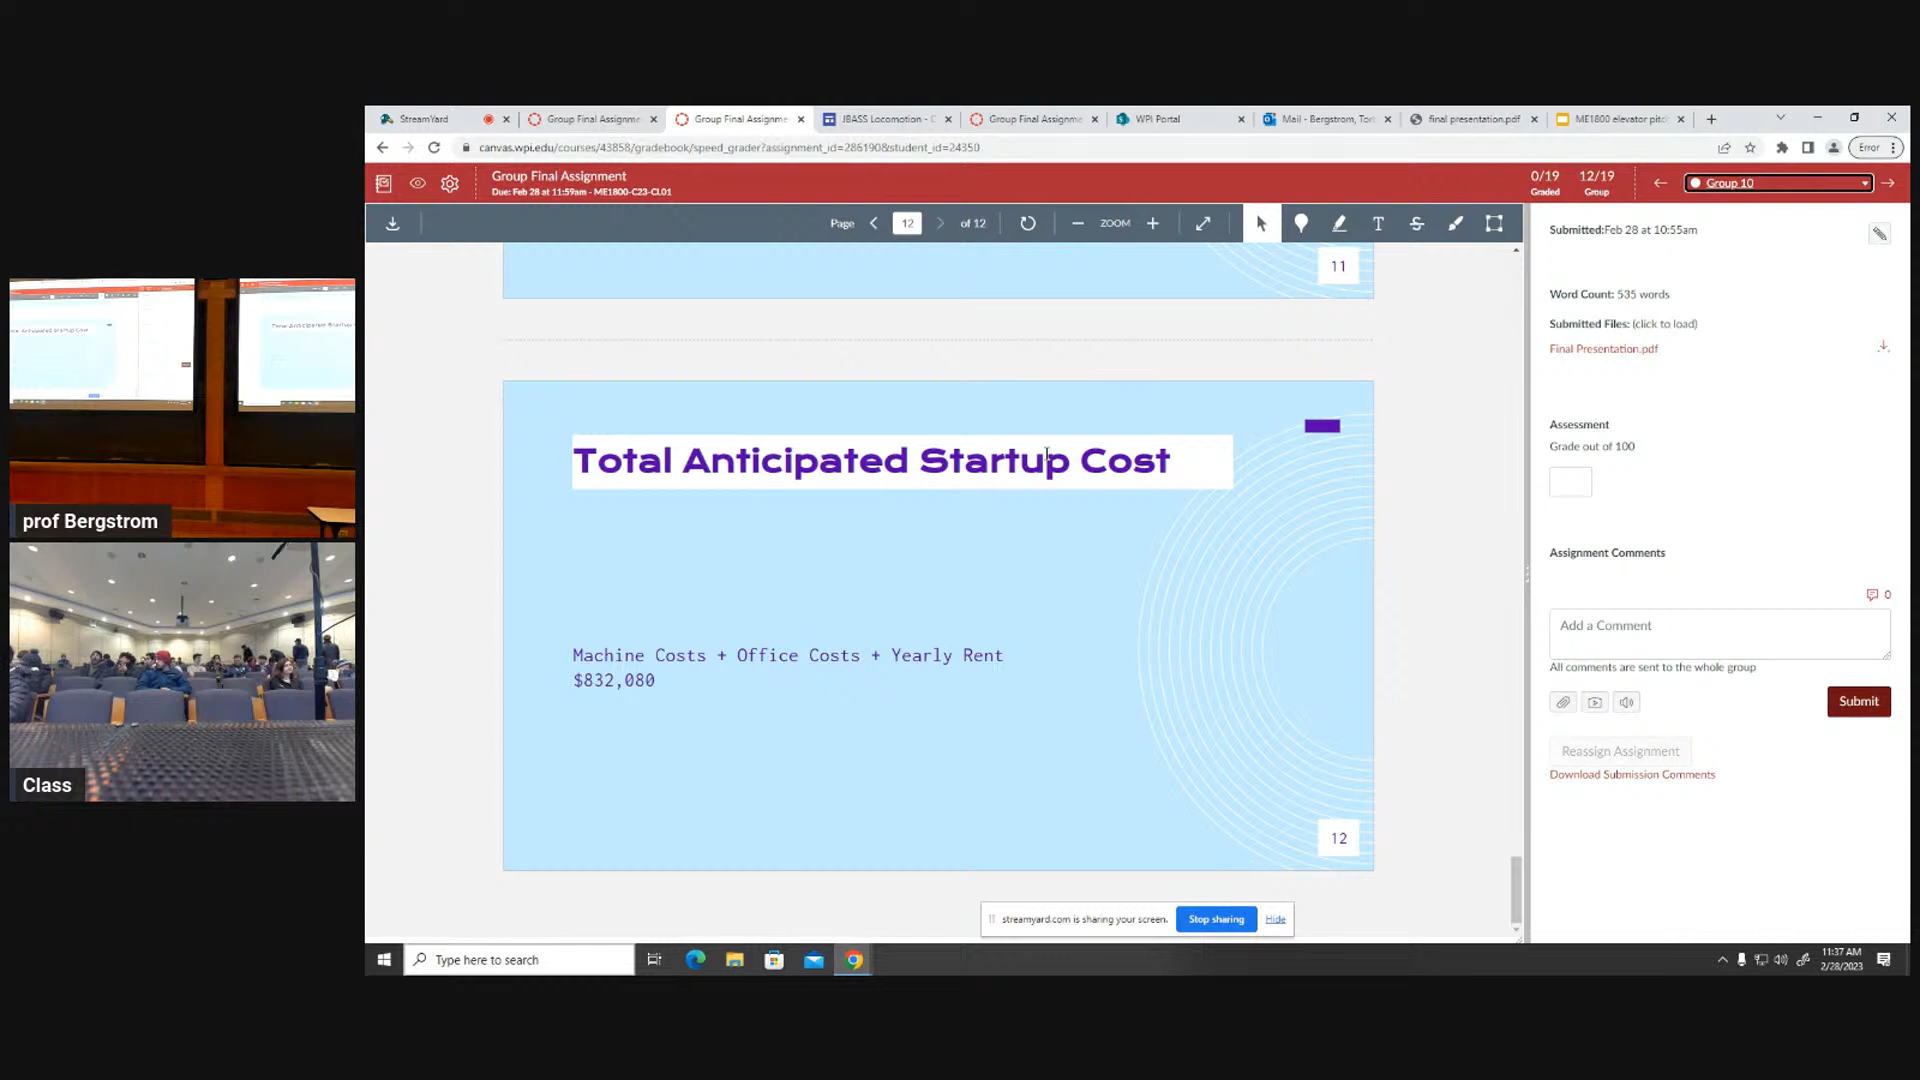 StreamYard
Group Final Assignme
Group Final Assignme
JBASS Locomotion - C
Group Final Assignme
WPI Portal
Mail - Bergstrom, Tor
final presentation.pdf
ME1800 elevator pitc
canvas.wpi.edu/courses/43858/gradebook/speed_grader?assignment_id=286190&student_id=24350
Error
Group Final Assignment
Due: Feb 28 at 11:59am - ME1800-C23-CL01
0/19
Graded
12/19
Group
Group 10
Page
12
of 12
ZOOM
T
S
11
Total Anticipated Startup Cost
Machine Costs + Office Costs + Yearly Rent
$832,080
12
Submitted:Feb 28 at 10:55am
Word Count: 535 words
Submitted Files: (click to load)
Final Presentation.pdf
Assessment
Grade out of 100
Assignment Comments
0
Add a Comment
All comments are sent to the whole group
Submit
Reassign Assignment
Download Submission Comments
Total Anticipated Startup
prof Bergstrom
Class
streamyard.com is sharing your screen.
Stop sharing
Hide
Type here to search
11:37 AM
2/28/2023